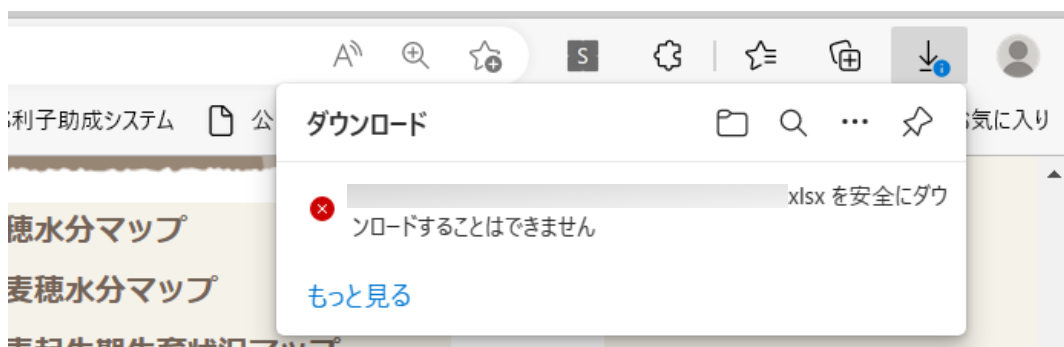 A
S
利子助成システム 公
ダウンロード
気に入り
xlsx を安全にダウ
ンロードすることはできません
穂水分マップ
麦穂水分マップ
もっと見る